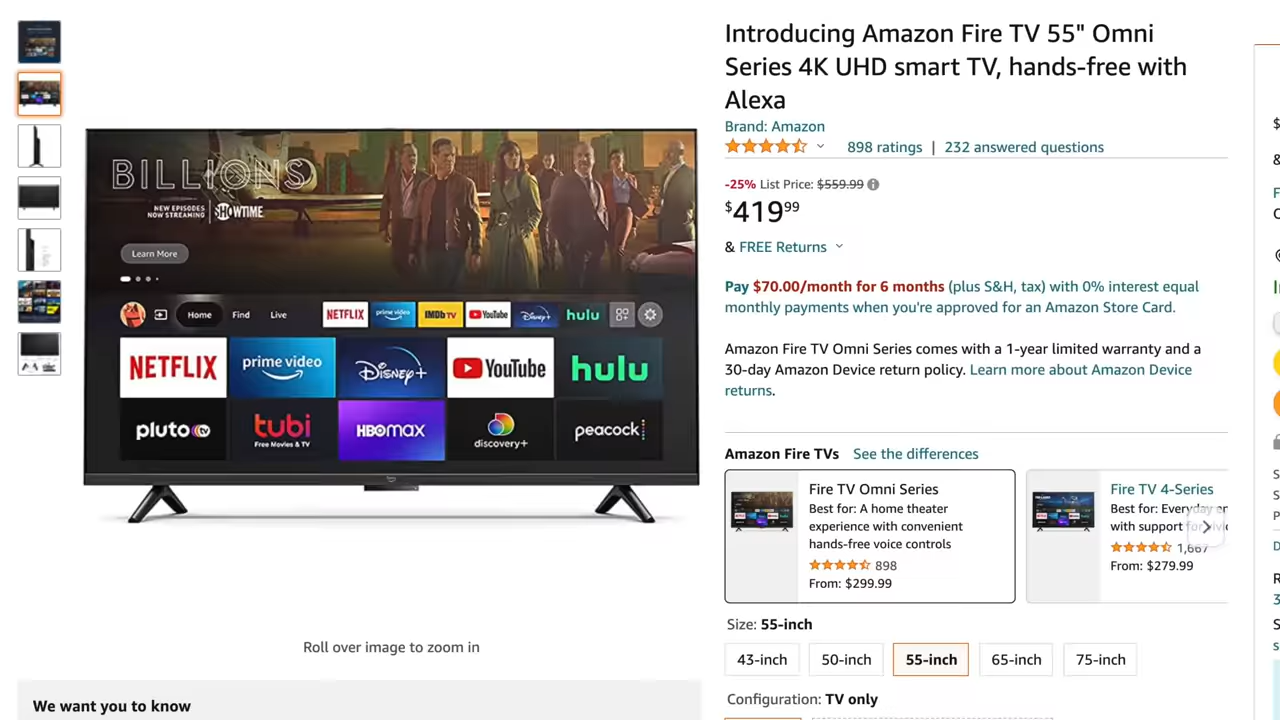 Introducing Amazon Fire TV 55" Omni
Series 4K UHD smart TV, hands-free with
Alexa
Brand: Amazon
898 ratings | 232 answered questions
-25% List Price: $559.99
$419.99
& FREE Returns
Pay $70.00/month for 6 months (plus S&H, tax) with 0% interest equal
monthly payments when you're approved for an Amazon Store Card.
Amazon Fire TV Omni Series comes with a 1-year limited warranty and a
30-day Amazon Device return policy. Learn more about Amazon Device
returns.
Amazon Fire TVs See the differences
Fire TV Omni Series
Best for: A home theater
experience with convenient
hands-free voice controls
898
From: $299.99
Fire TV 4-Series
Best for: Everyday
with support for
1,667
From: $279.99
Size: 55-inch
43-inch 50-inch 55-inch 65-inch 75-inch
Configuration: TV only
BILLIONS
NEW EPISODES
NOW STREAMING
SHOWTIME
Learn More
Home Find Live NETFLIX prime video IMDb TV YouTube Disney+ hulu
NETFLIX prime video Disney+ YouTube hulu
pluto tv tubi HBOMAX discovery+ peacock
Free Movies & TV
Roll over image to zoom in
We want you to know